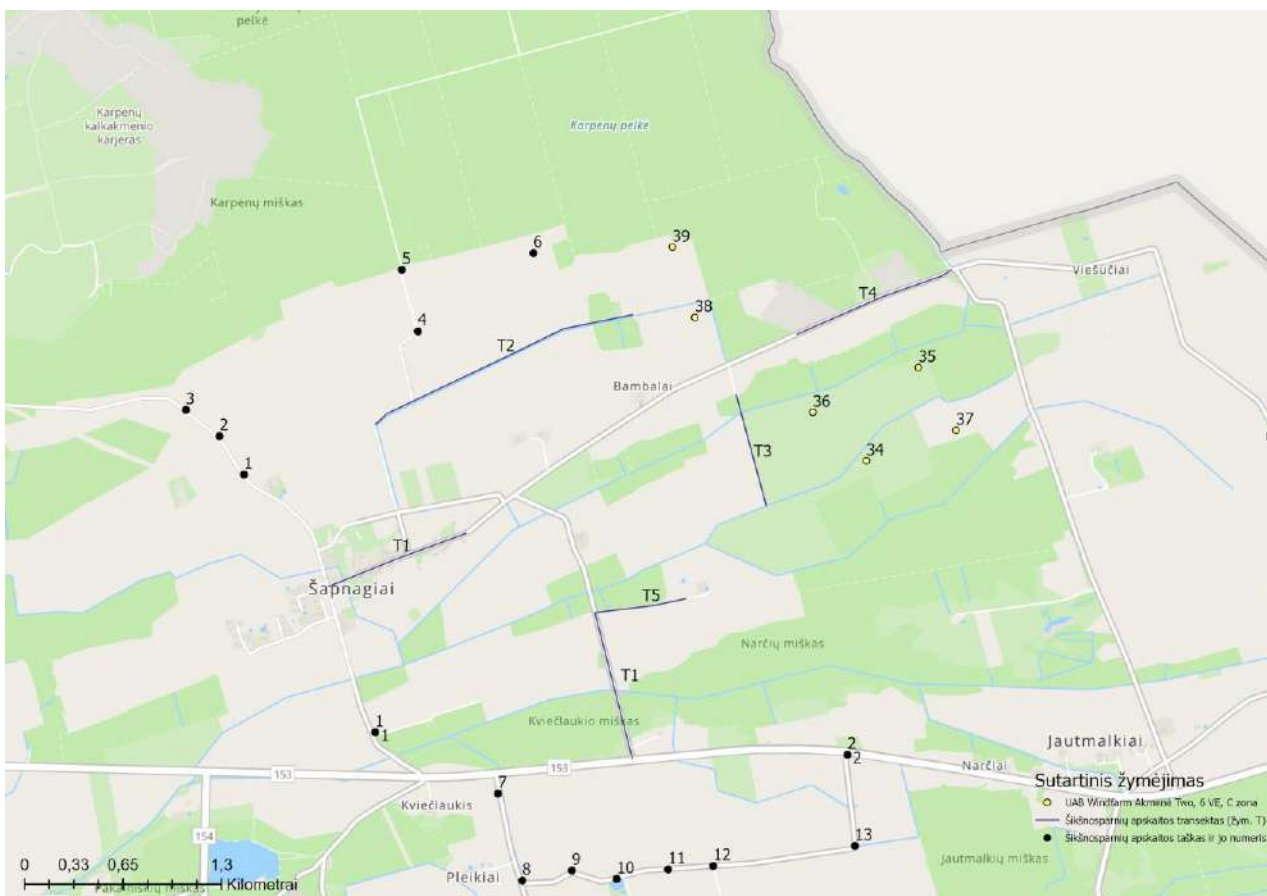 pelkė
Karpėnų
kalkakmenio
karjeras
Karpėnų pelkė
Karpėnų miškas
39
6
5
Viešūčiai
T4
38
4
T2
35
Bambalai
3
36
2
37
T3
34
1
T1
Šapnagiai
T5
Narčių miškas
T1
Kviečlaukio miškas
1
1
2
2
Jautmalkiai
153
153
Narčiai
7
Kviečlaukis
154
13
Jautmalkių miškas
9
10
11
12
8
Pleikiai
Sutartinis žymėjimas
UAB Windfarm Akmenė Two, 6 VE, C zona
Šikšnosparnių apskaitos transektas (žym. T)
Šikšnosparnių apskaitos taškas ir jo numeris
0 0,33 0,65 1,3
Kilometrai